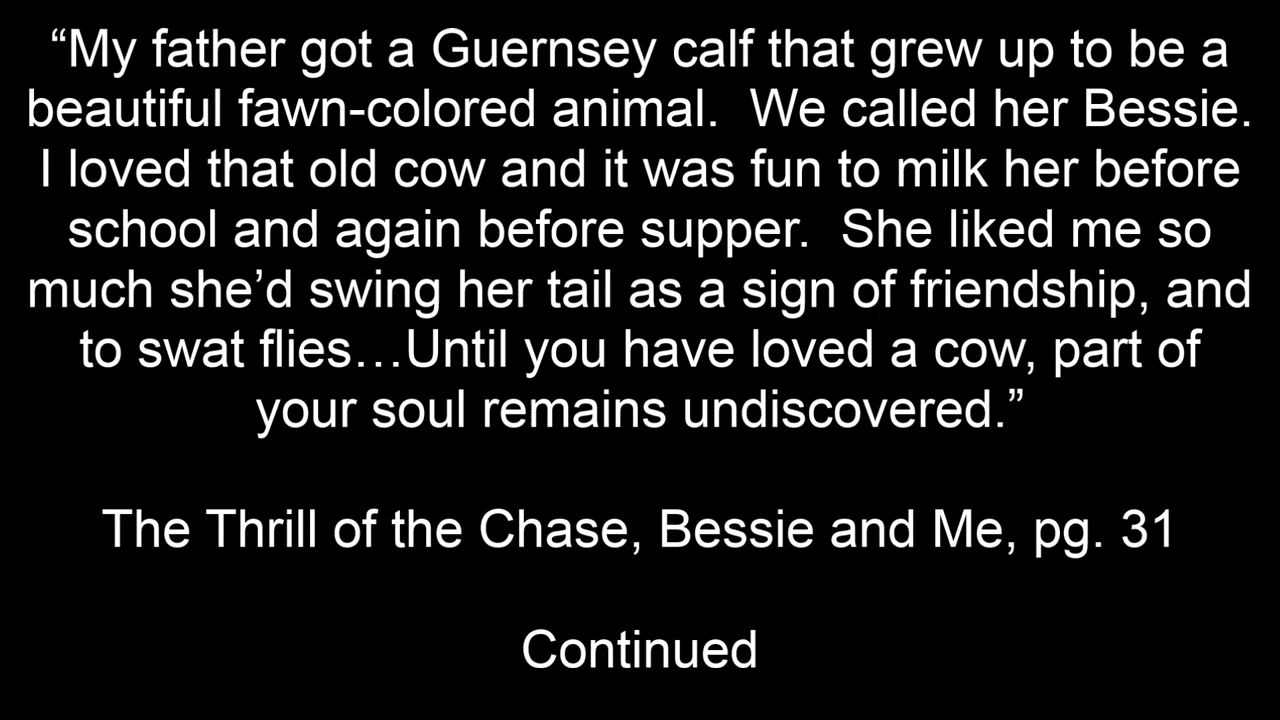 “My father got a Guernsey calf that grew up to be a
beautiful fawn-colored animal.  We called her Bessie.
I loved that old cow and it was fun to milk her before
school and again before supper.  She liked me so
much she’d swing her tail as a sign of friendship, and
to swat flies…Until you have loved a cow, part of
your soul remains undiscovered.”
The Thrill of the Chase, Bessie and Me, pg. 31
Continued